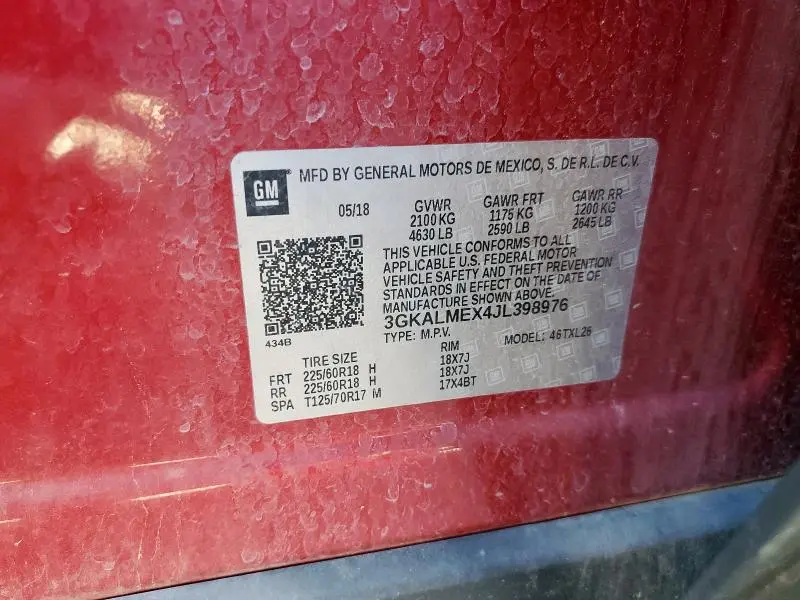 GM
MFD BY GENERAL MOTORS DE MEXICO, S. DE R.L. DE C.V.
05/18 GVWR GAWR FRT GAWR RR
2100 KG 1175 KG 1200 KG
4630 LB 2590 LB 2645 LB
THIS VEHICLE CONFORMS TO ALL
APPLICABLE U.S. FEDERAL MOTOR
VEHICLE SAFETY AND THEFT PREVENTION
STANDARDS IN EFFECT ON THE DATE OF
MANUFACTURE SHOWN ABOVE.
3GKALMEX4JL398976
434B TYPE: M.P.V. MODEL: 46TXL26
TIRE SIZE RIM
FRT 225/60R18 H 18X7J
RR 225/60R18 H 18X7J
SPA T125/70R17 M 17X4BT